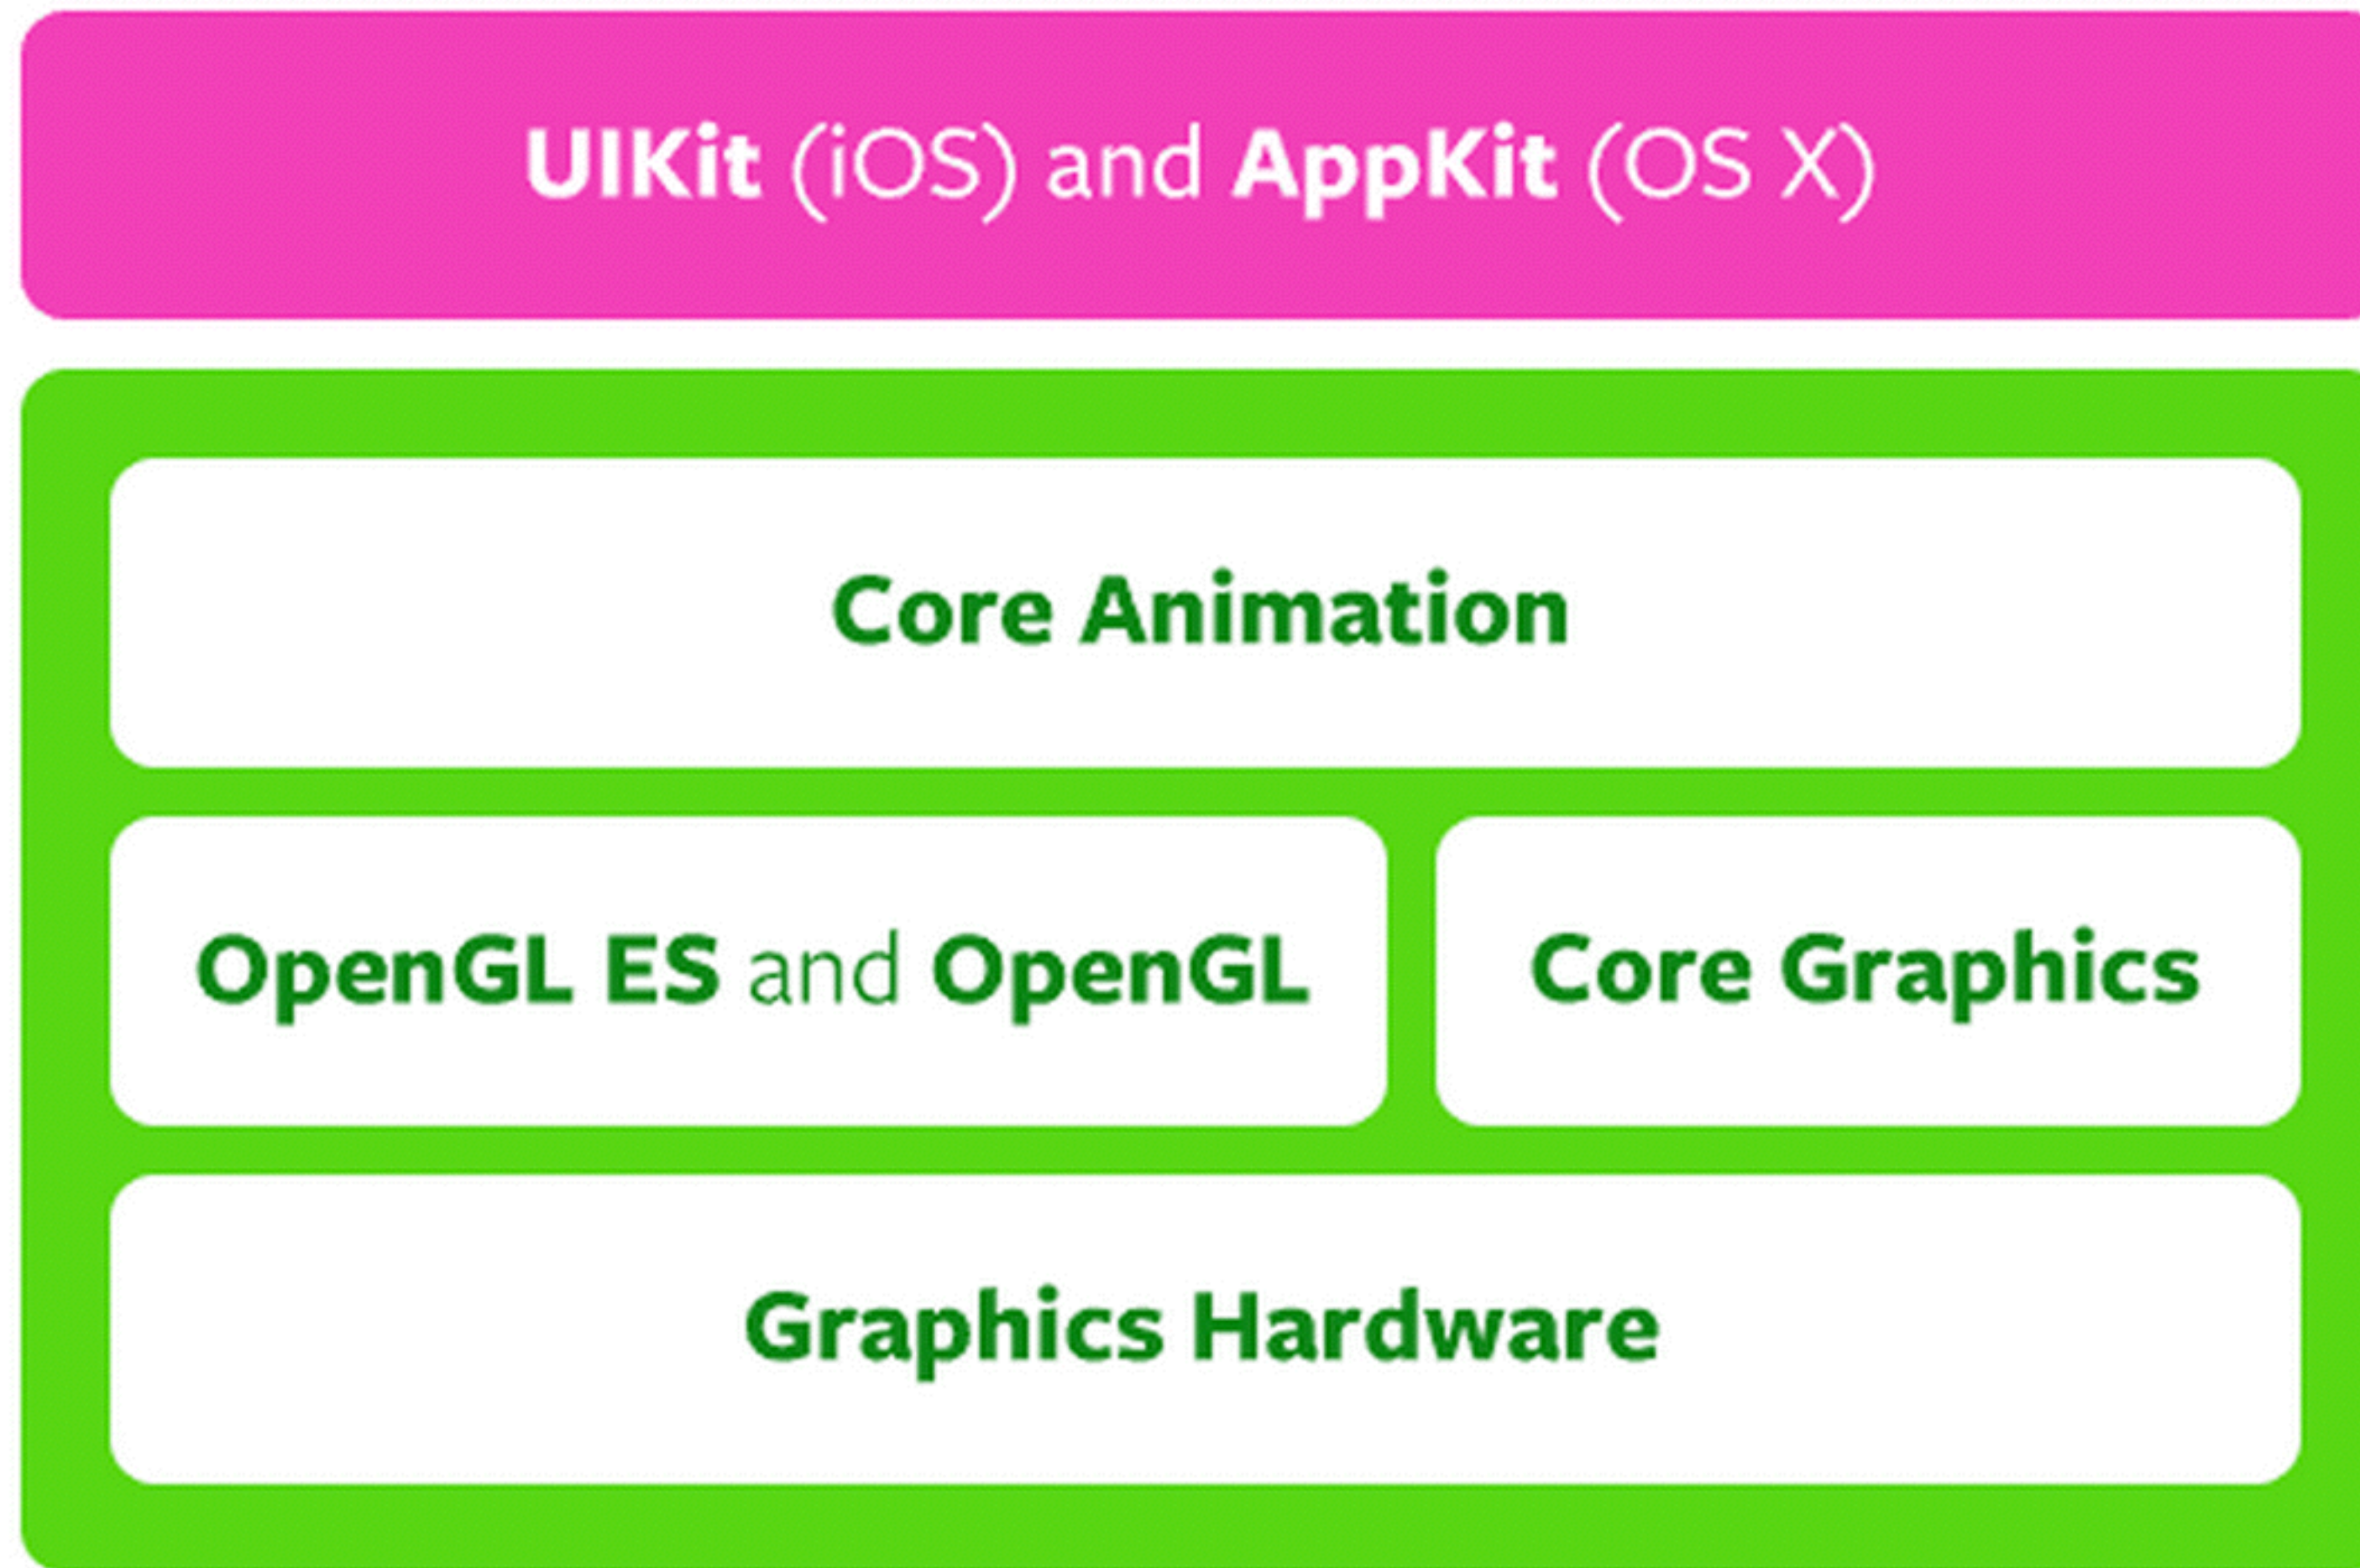 UIKit (iOS) and AppKit (OS X)
Core Animation
OpenGL ES and OpenGL
Core Graphics
Graphics Hardware